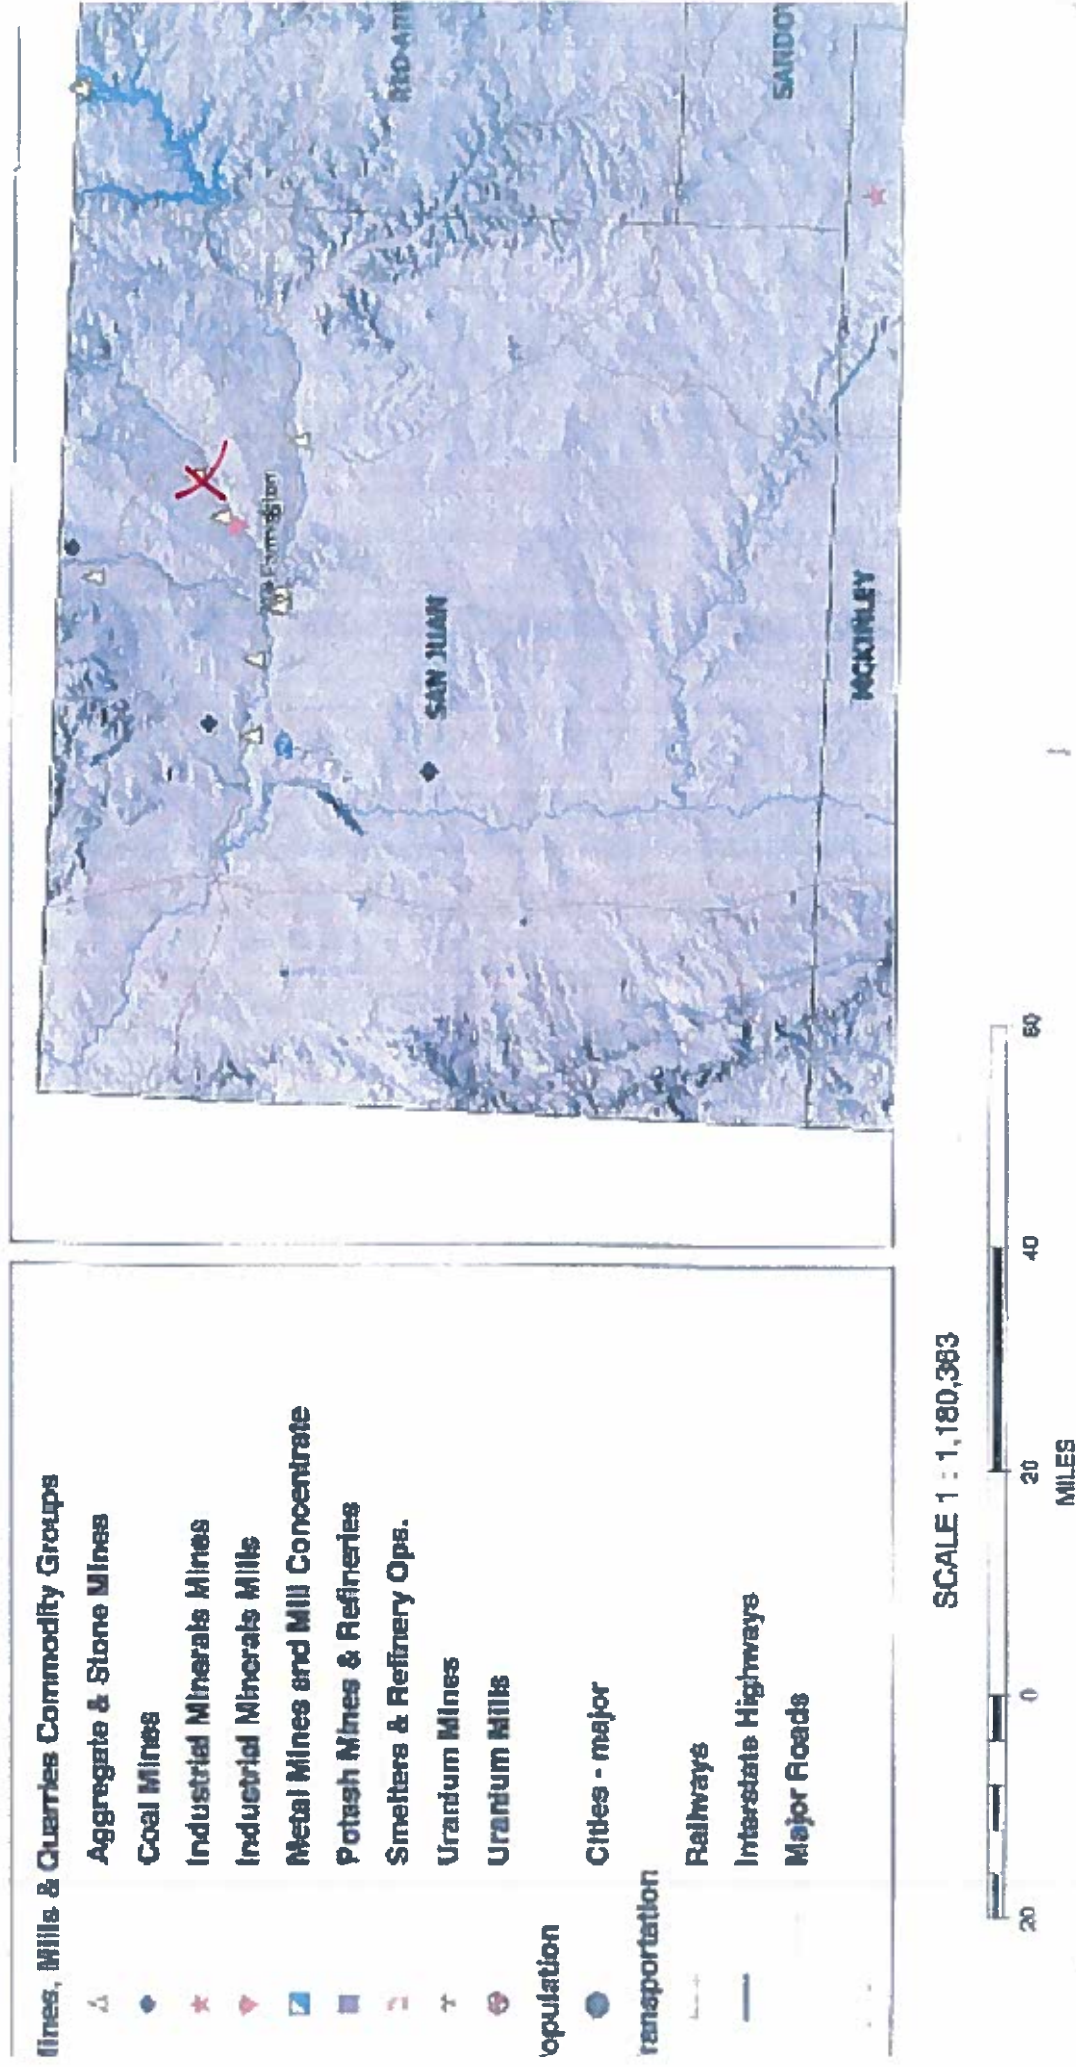 Mines, Mills & Quarries Commodity Groups
Aggregate & Stone Mines
Coal Mines
Industrial Minerals Mines
Industrial Minerals Mills
Metal Mines and Mill Concentrate
Potash Mines & Refineries
Smelters & Refinery Ops.
Uranium Mines
Uranium Mills
opulation
Cities - major
ransportation
Railways
Interstate Highways
Major Roads
Farmington
SAN JUAN
MCKINLEY
SANDOV
SCALE 1 : 1,180,383
20
0
20
40
60
MILES